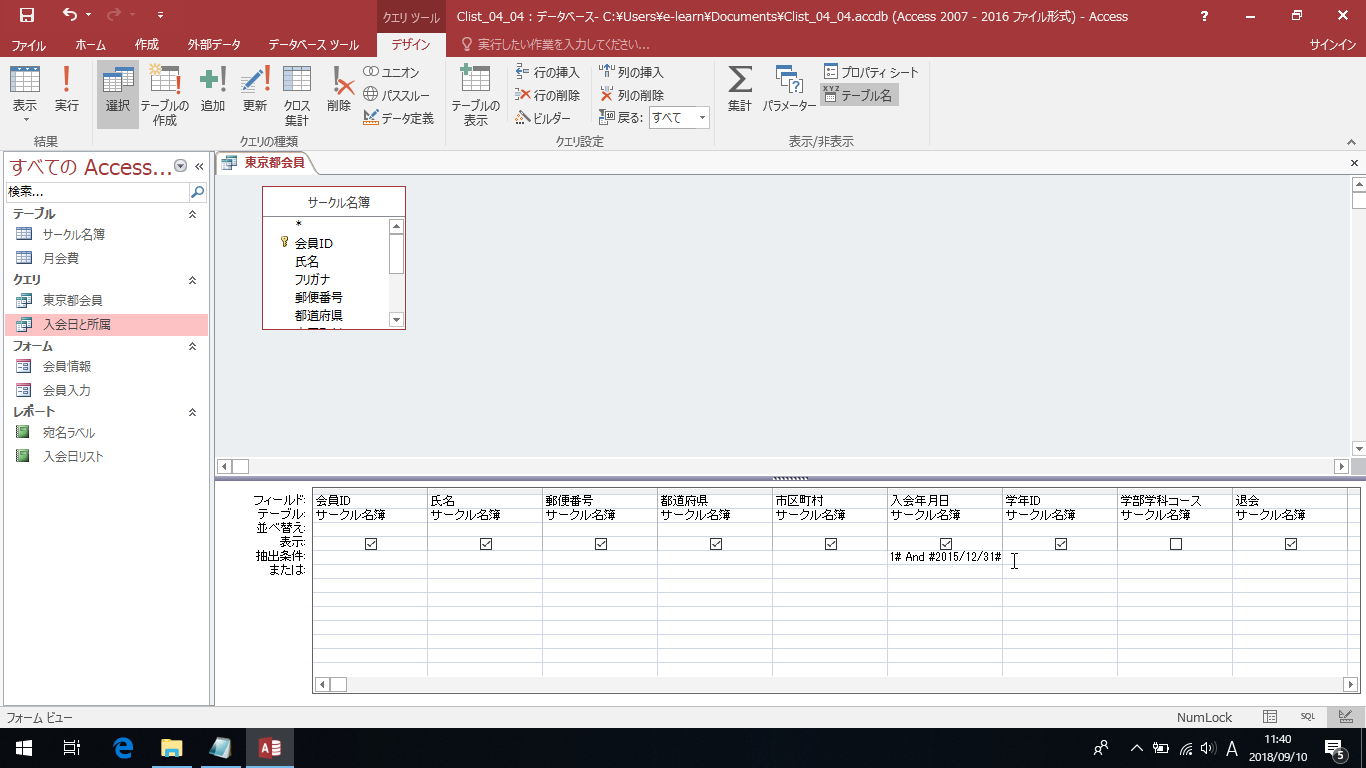 クエリ ツール
Clist_04_04 : データベース- C:¥Users¥e-learn¥Documents¥Clist_04_04.accdb (Access 2007 - 2016 ファイル形式) - Access
?
ファイル ホーム 作成 外部データ データベース ツール デザイン 実行したい作業を入力してください... サインイン
表示
実行
結果
選択
テーブルの
作成
追加
更新
クロス
集計
削除
ユニオン
パススルー
データ定義
クエリの種類
テーブルの
表示
行の挿入
行の削除
ビルダー
列の挿入
列の削除
戻る: すべて
クエリ設定
集計
パラメーター
プロパティ シート
XYZ テーブル名
表示/非表示
すべての Access...
検索...
テーブル
サークル名簿
月会費
クエリ
東京都会員
入会日と所属
フォーム
会員情報
会員入力
レポート
宛名ラベル
入会日リスト
東京都会員
サークル名簿
*
会員ID
氏名
フリガナ
郵便番号
都道府県
フィールド: 会員ID 氏名 郵便番号 都道府県 市区町村 入会年月日 学年ID 学部学科コース 退会
テーブル: サークル名簿 サークル名簿 サークル名簿 サークル名簿 サークル名簿 サークル名簿 サークル名簿 サークル名簿 サークル名簿
並べ替え:
表示:
抽出条件: 1# And #2015/12/31#
または:
フォーム ビュー
NumLock
SQL
A
11:40
2018/09/10
5